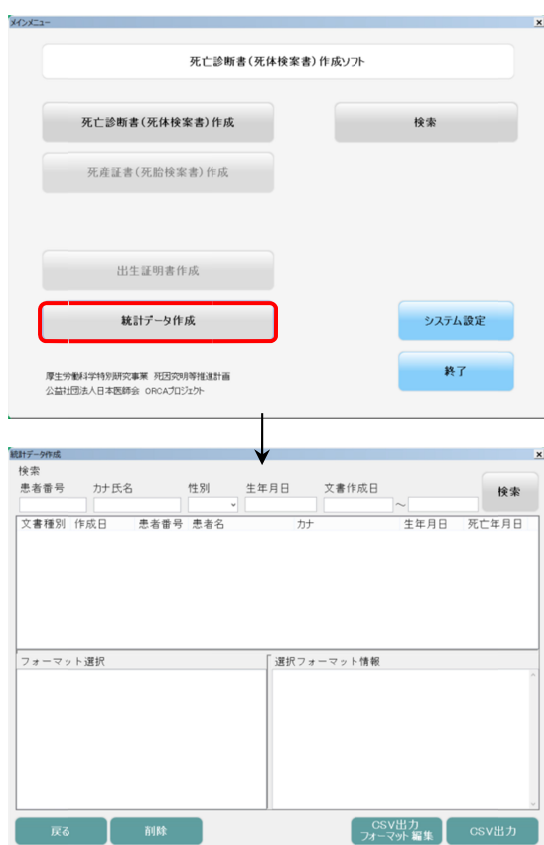 メインメニュー
死亡診断書(死体検案書)作成ソフト
死亡診断書(死体検案書)作成 検索
死産証書(死胎検案書)作成
出生証明書作成
統計データ作成 システム設定
終了
厚生労働科学特別研究事業 死因究明等推進計画
公益社団法人日本医師会 ORCAプロジェクト
統計データ作成
検索
患者番号 カナ氏名 性別 生年月日 文書作成日
～ 検索
文書種別 作成日 患者番号 患者名 カナ 生年月日 死亡年月日
フォーマット選択 選択フォーマット情報
戻る 削除 CSV出力
フォーマット編集 CSV出力